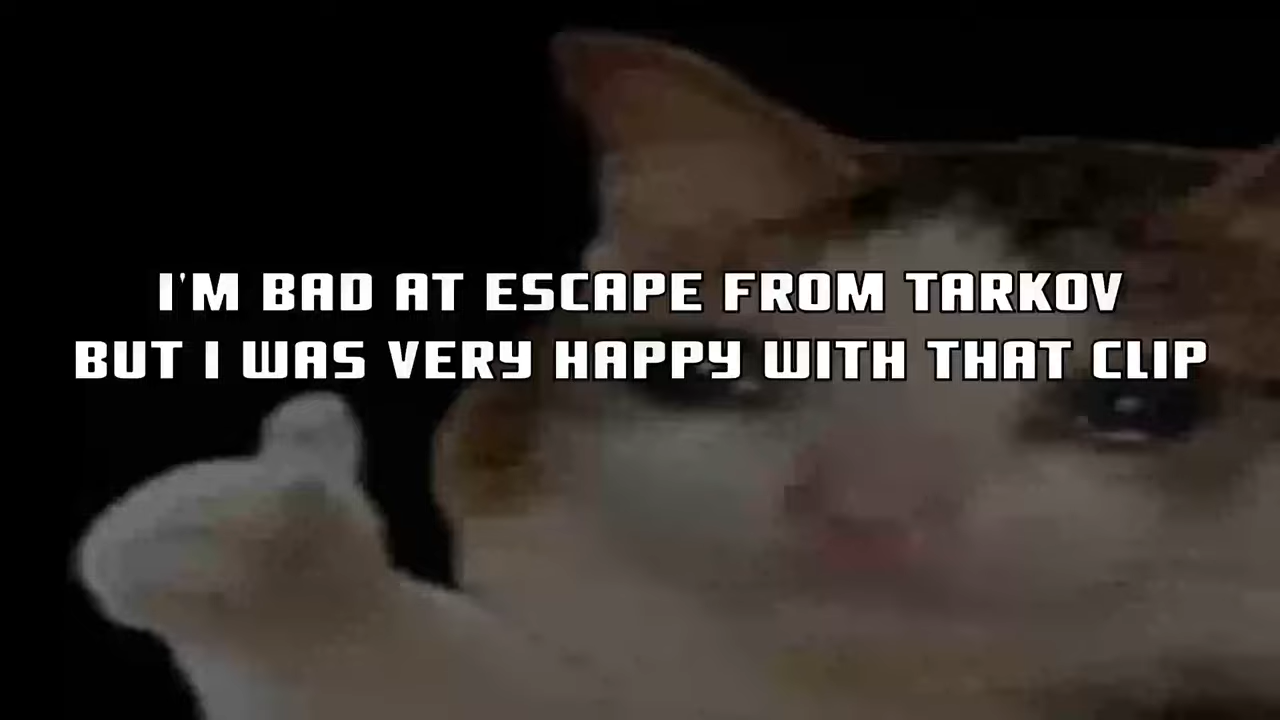 I'M BAD AT ESCAPE FROM TARKOV
BUT I WAS VERY HAPPY WITH THAT CLIP